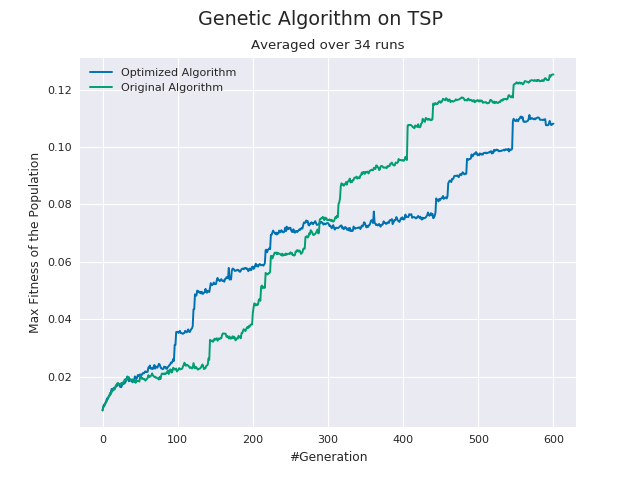 Genetic Algorithm on TSP
Averaged over 34 runs
Optimized Algorithm
Original Algorithm
Max Fitness of the Population
0.12
0.10
0.08
0.06
0.04
0.02
0 100 200 300 400 500 600
#Generation